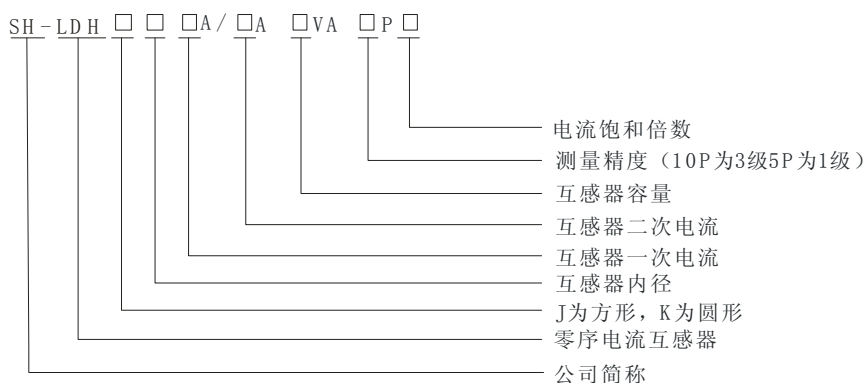 SH-LDH□ □ □A/□A □VA □P□
电流饱和倍数
测量精度（10P为3级5P为1级）
互感器容量
互感器二次电流
互感器一次电流
互感器内径
J为方形，K为圆形
零序电流互感器
公司简称